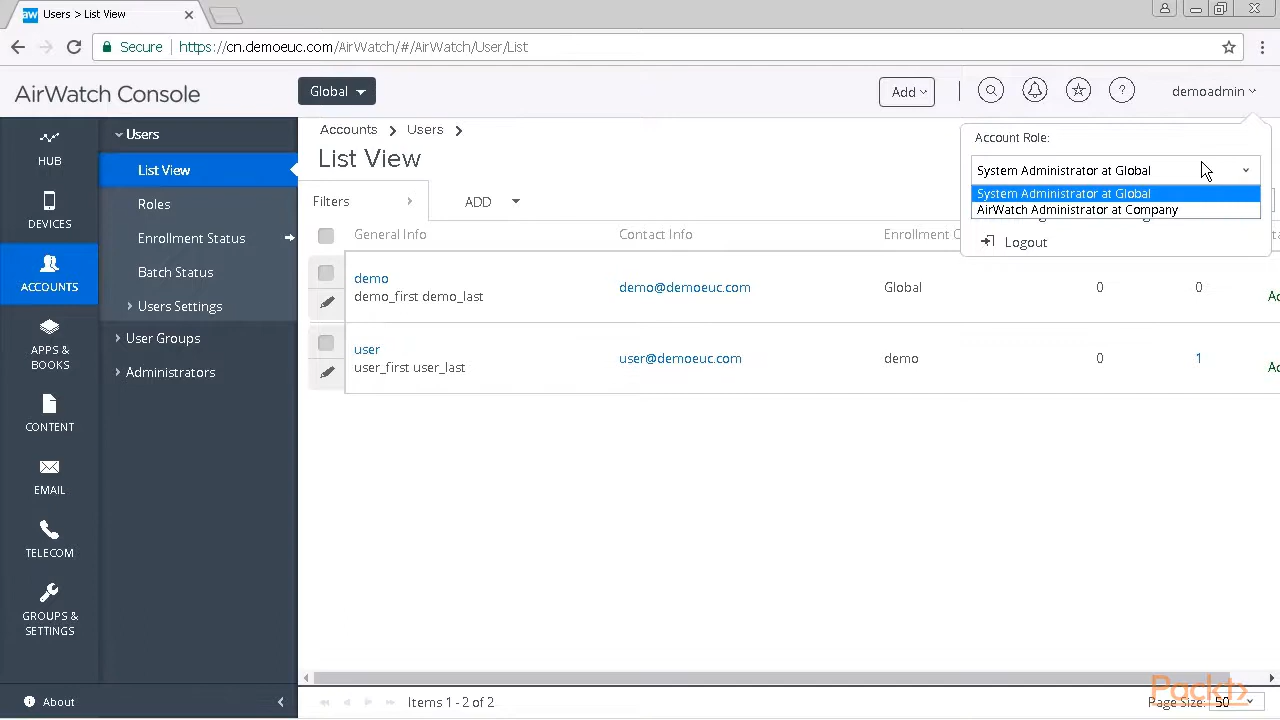 aw Users > List View
Secure https://cn.demoeuc.com/AirWatch/#/AirWatch/User/List
AirWatch Console
Global
Add
?
demoadmin
HUB
DEVICES
ACCOUNTS
APPS & BOOKS
CONTENT
EMAIL
TELECOM
GROUPS & SETTINGS
About
Users
List View
Roles
Enrollment Status
Batch Status
Users Settings
User Groups
Administrators
Accounts Users
List View
Filters
ADD
Account Role:
System Administrator at Global
System Administrator at Global
AirWatch Administrator at Company
Logout
General Info Contact Info Enrollment
demo
demo_first demo_last
demo@demoeuc.com
Global
0
0
user
user_first user_last
user@demoeuc.com
demo
0
1
Items 1 - 2 of 2
Page Size: 50
Packt